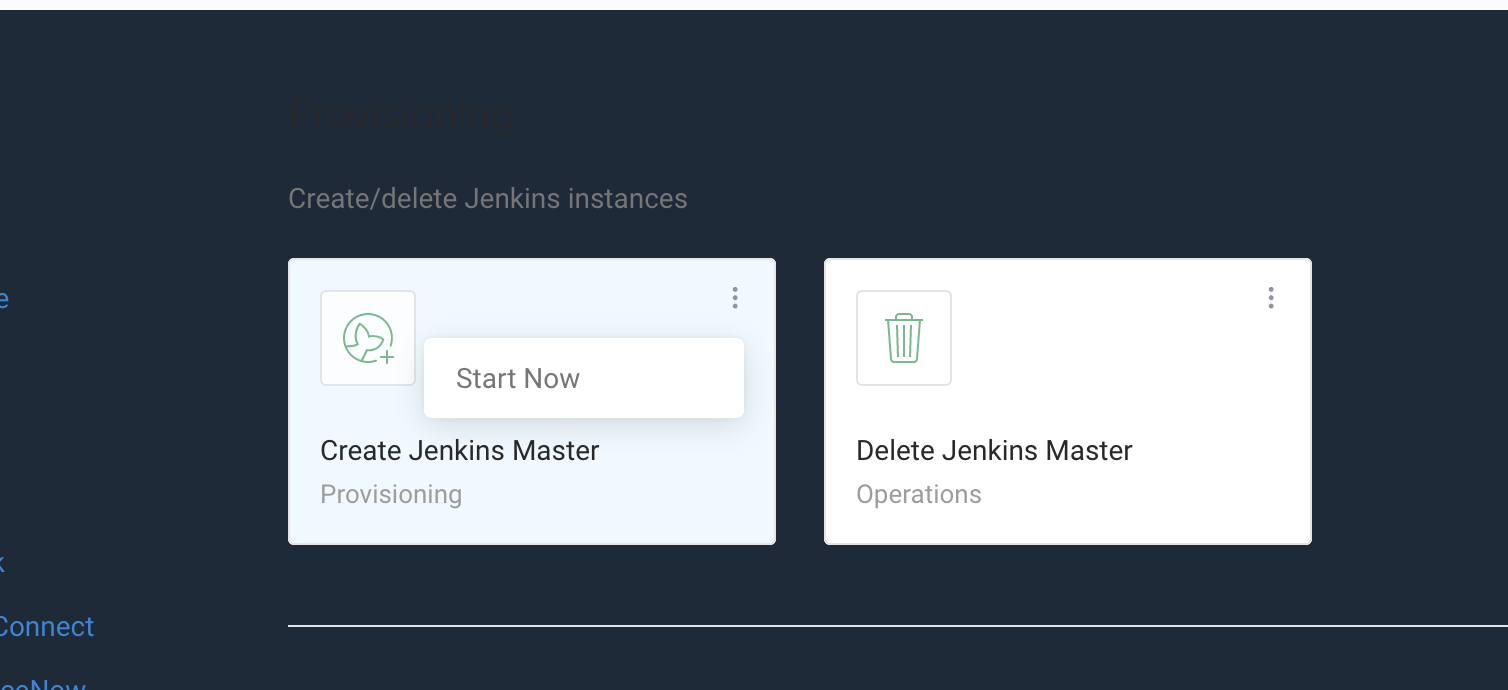 Provisioning
Create/delete Jenkins instances
e
Start Now
Create Jenkins Master
Provisioning
Delete Jenkins Master
Operations
k
Connect
ceNow